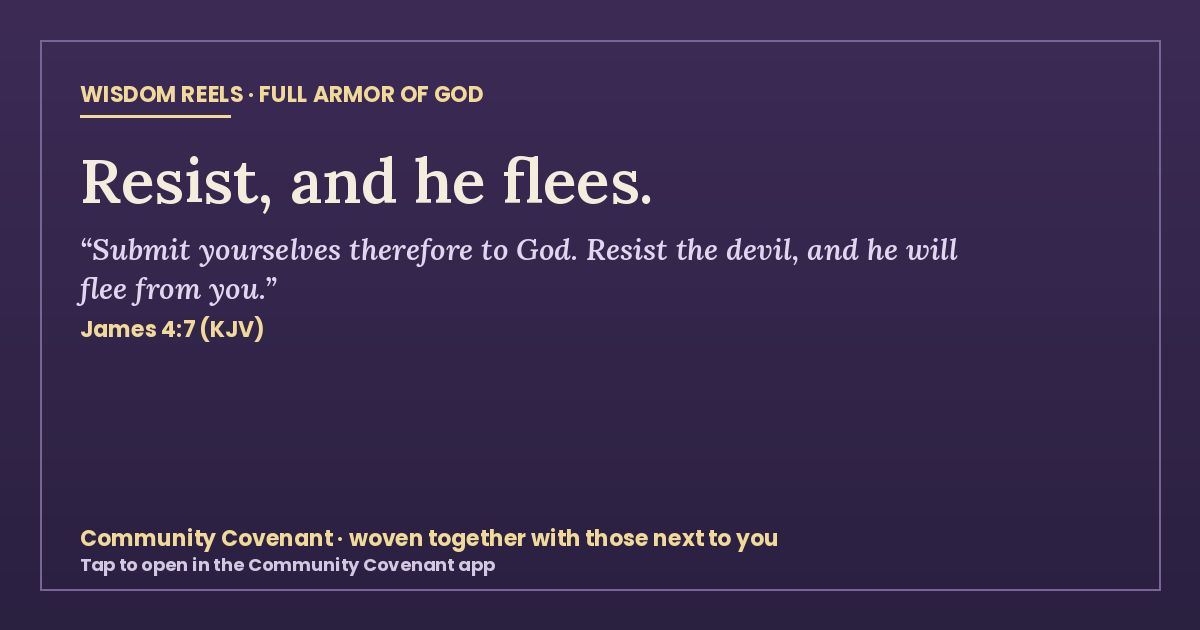 WISDOM REELS · FULL ARMOR OF GOD
Resist, and he flees.
“Submit yourselves therefore to God. Resist the devil, and he will
flee from you.”
James 4:7 (KJV)
Community Covenant · woven together with those next to you
Tap to open in the Community Covenant app